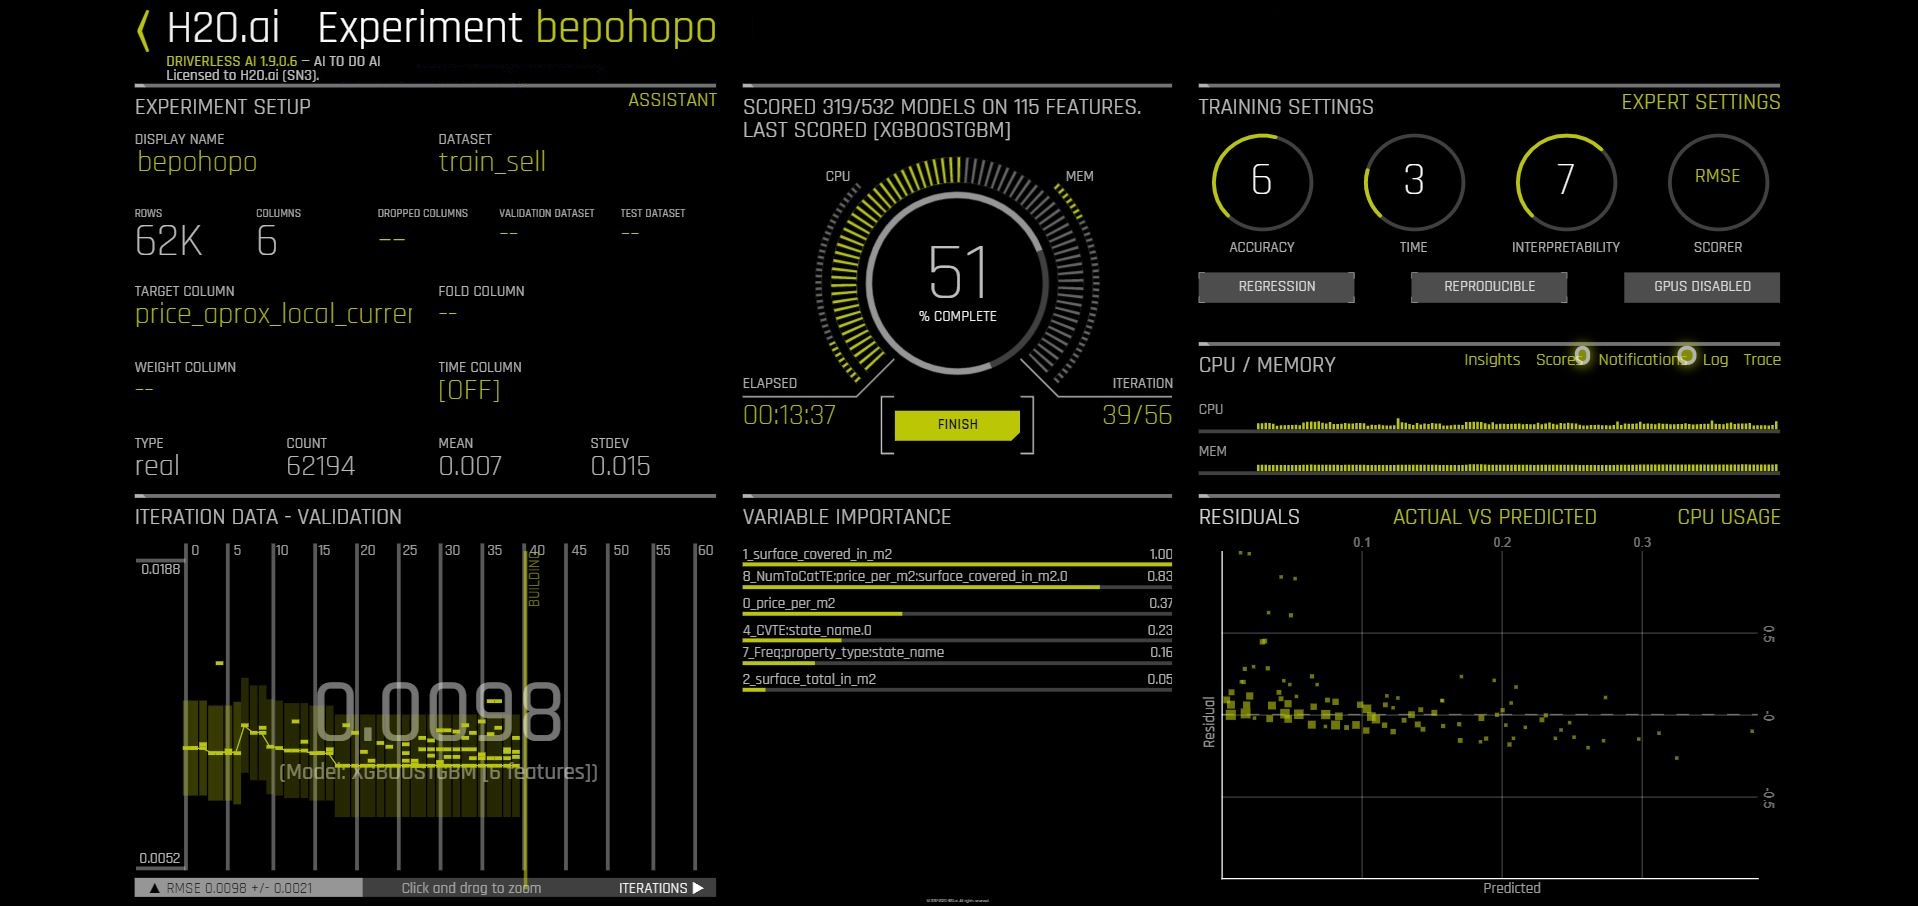 H2O.ai Experiment bepohopo
DRIVERLESS AI 1.9.0.6 — AI TO DO AI
Licensed to H2O.ai (SN3).
EXPERIMENT SETUP
ASSISTANT
DISPLAY NAME
bepohopo
DATASET
train_sell
ROWS
62K
COLUMNS
6
DROPPED COLUMNS
--
VALIDATION DATASET
--
TEST DATASET
--
TARGET COLUMN
price_aprox_local_currer
FOLD COLUMN
--
WEIGHT COLUMN
--
TIME COLUMN
[OFF]
TYPE
real
COUNT
62194
MEAN
0.007
STDEV
0.015
SCORED 319/532 MODELS ON 115 FEATURES.
LAST SCORED [XGBOOSTGBM]
CPU
MEM
51
% COMPLETE
ELAPSED
00:13:37
ITERATION
39/56
FINISH
TRAINING SETTINGS
EXPERT SETTINGS
6
ACCURACY
3
TIME
7
INTERPRETABILITY
RMSE
SCORER
REGRESSION
REPRODUCIBLE
GPUS DISABLED
CPU / MEMORY
Insights Scores Notifications Log Trace
CPU
MEM
ITERATION DATA - VALIDATION
0 5 10 15 20 25 30 35 40 45 50 55 60
0.0188
BUILDING
0.0098
(Model: XGBOOSTGBM [6 features])
0.0052
▲ RMSE 0.0098 +/- 0.0021
Click and drag to zoom
ITERATIONS ▶
VARIABLE IMPORTANCE
1_surface_covered_in_m2 1.00
8_NumToCatTE:price_per_m2:surface_covered_in_m2.0 0.83
0_price_per_m2 0.37
4_CVTE:state_name.0 0.23
7_Freq:property_type:state_name 0.16
2_surface_total_in_m2 0.05
RESIDUALS
ACTUAL VS PREDICTED
CPU USAGE
0.1 0.2 0.3
0.5
-0
-0.5
Residual
Predicted